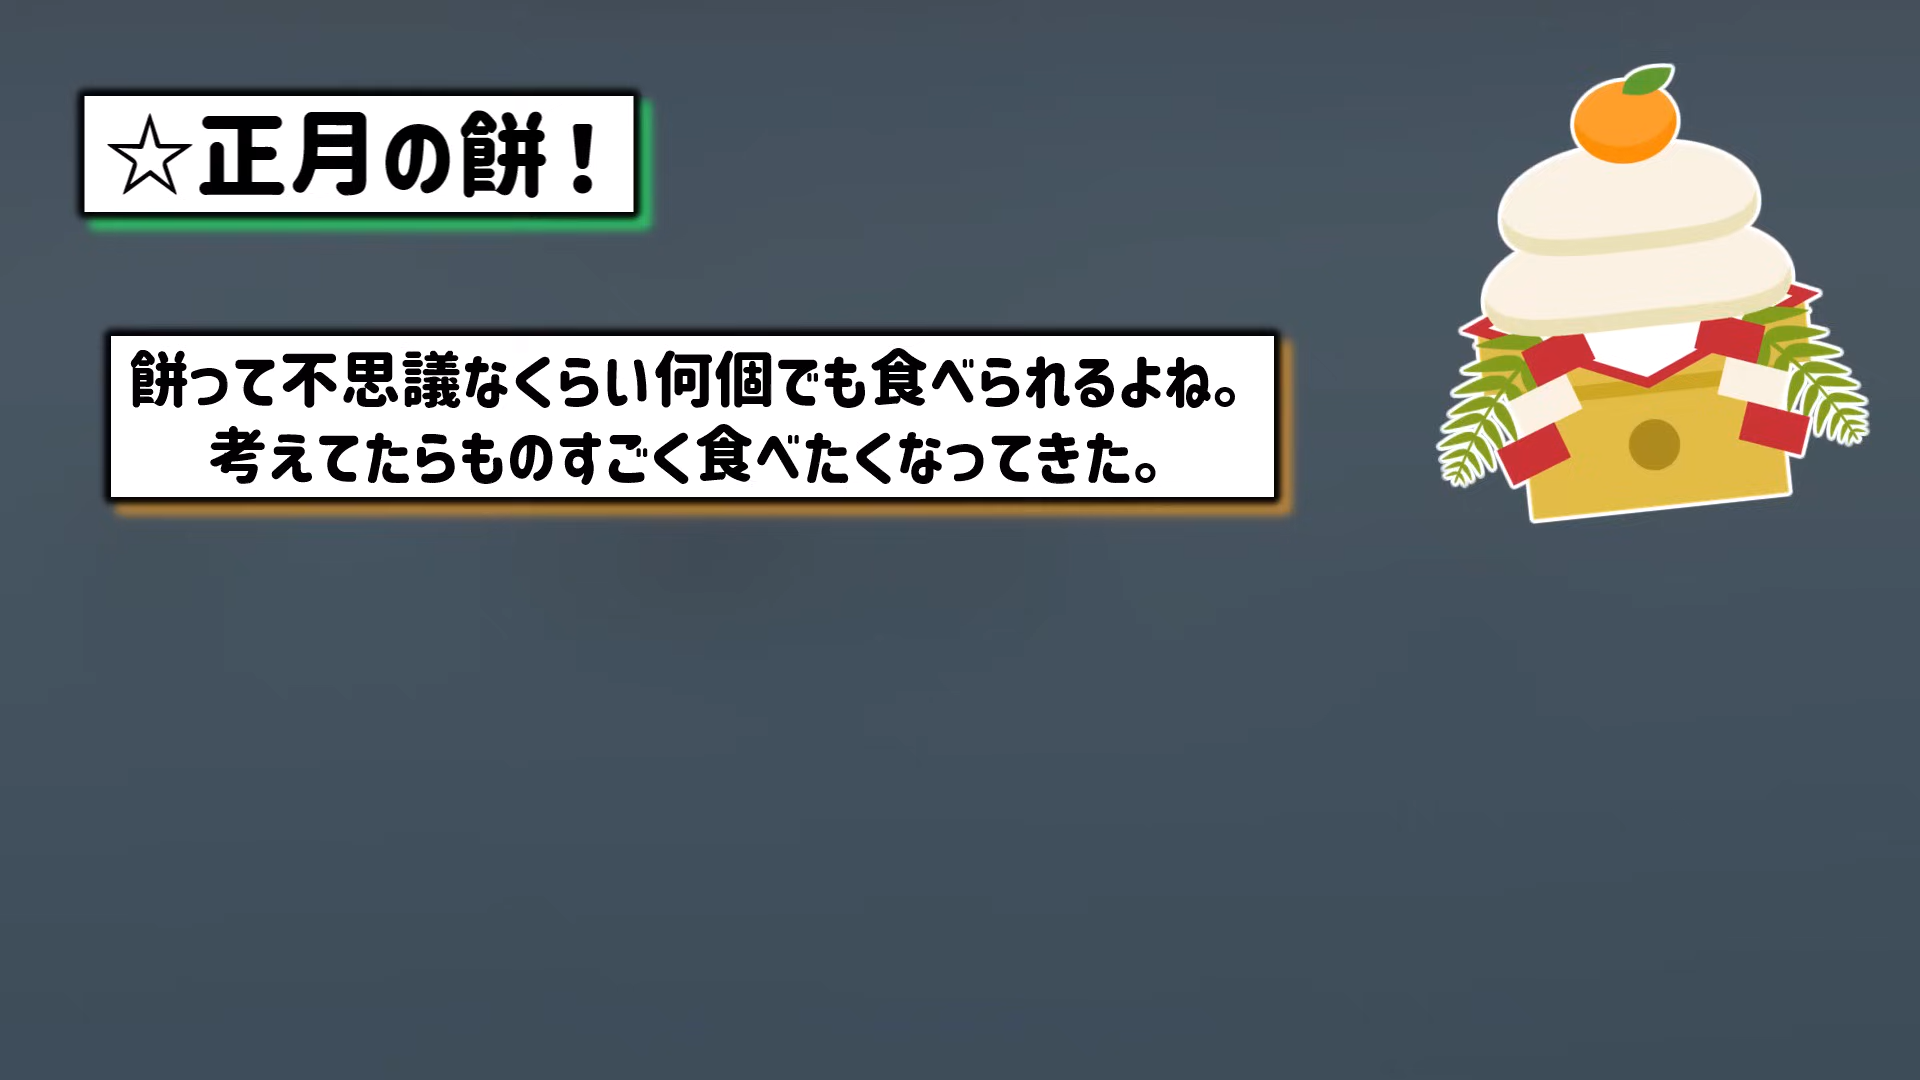 ☆正月の餅！
餅って不思議なくらい何個でも食べられるよね。
考えてたらものすごく食べたくなってきた。